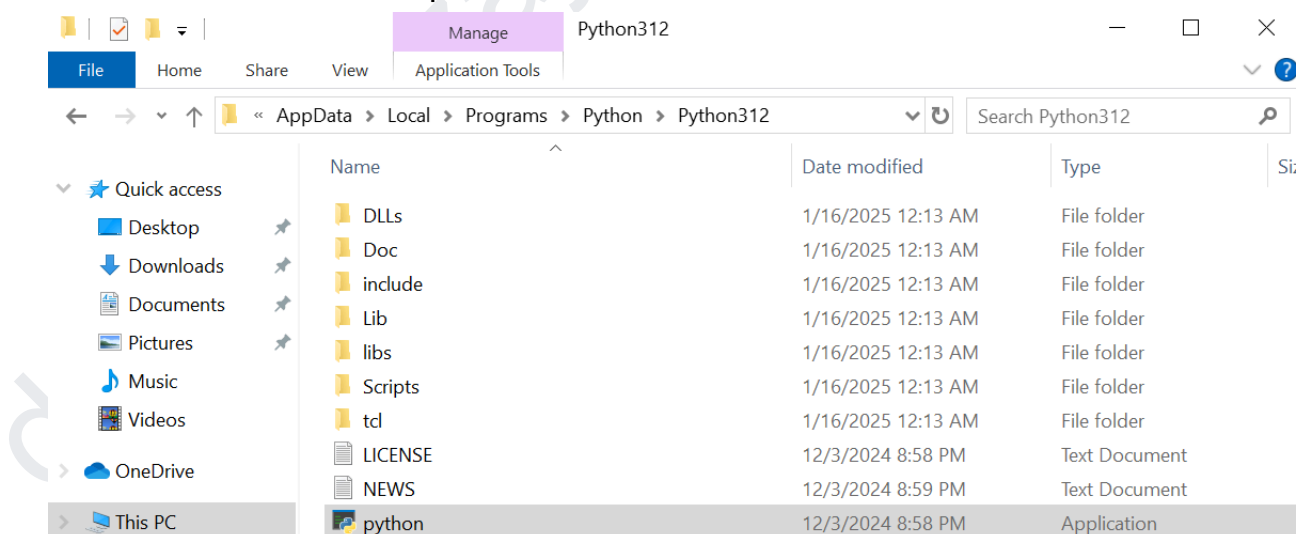 Manage Python312
File Home Share View Application Tools
« AppData > Local > Programs > Python > Python312 Search Python312
Name Date modified Type
Quick access
DLLs 1/16/2025 12:13 AM File folder
Desktop
Doc 1/16/2025 12:13 AM File folder
Downloads
include 1/16/2025 12:13 AM File folder
Documents
Lib 1/16/2025 12:13 AM File folder
Pictures
libs 1/16/2025 12:13 AM File folder
Music
Scripts 1/16/2025 12:13 AM File folder
Videos
tcl 1/16/2025 12:13 AM File folder
LICENSE 12/3/2024 8:58 PM Text Document
OneDrive
NEWS 12/3/2024 8:59 PM Text Document
This PC
python 12/3/2024 8:58 PM Application